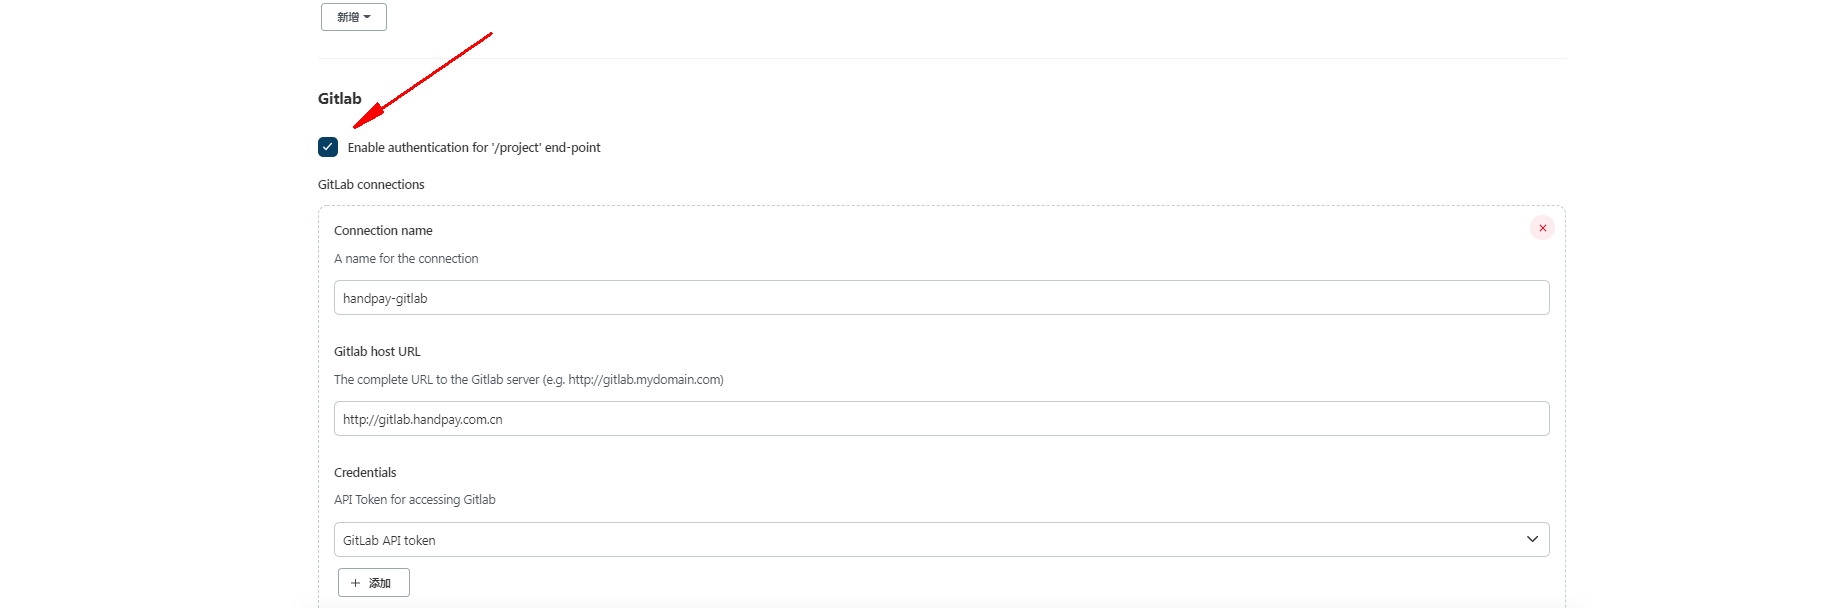 新增
Gitlab
Enable authentication for '/project' end-point
GitLab connections
Connection name
A name for the connection
handpay-gitlab
Gitlab host URL
The complete URL to the Gitlab server (e.g. http://gitlab.mydomain.com)
http://gitlab.handpay.com.cn
Credentials
API Token for accessing Gitlab
GitLab API token
+ 添加